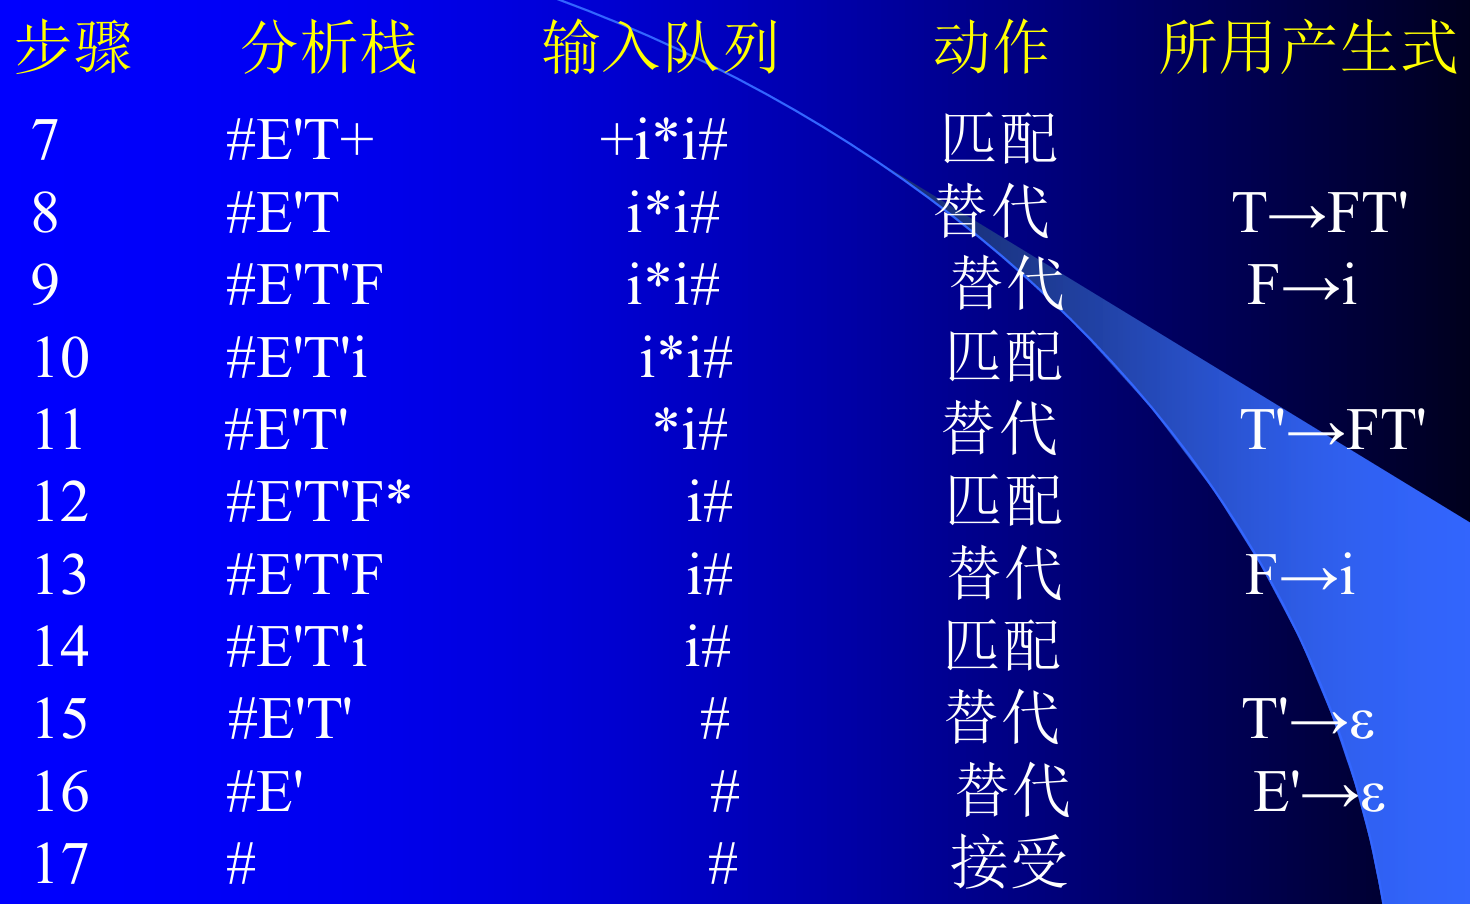 步骤 分析栈 输入队列 动作 所用产生式
7 #E'T+ +i*i# 匹配
8 #E'T i*i# 替代 T→FT'
9 #E'T'F i*i# 替代 F→i
10 #E'T'i i*i# 匹配
11 #E'T' *i# 替代 T'→FT'
12 #E'T'F* i# 匹配
13 #E'T'F i# 替代 F→i
14 #E'T'i i# 匹配
15 #E'T' # 替代 T'→ε
16 #E' # 替代 E'→ε
17 # # 接受